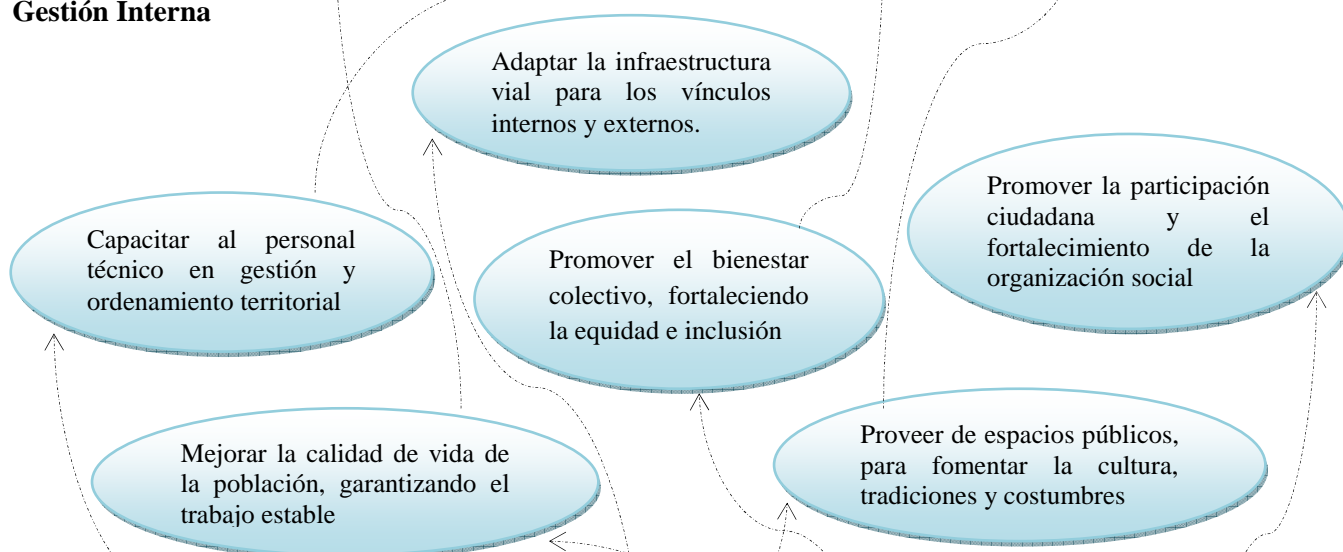 Gestión Interna
Adaptar la infraestructura
vial para los vínculos
internos y externos.
Promover la participación
ciudadana y el
fortalecimiento de la
organización social
Capacitar al personal
técnico en gestión y
ordenamiento territorial
Promover el bienestar
colectivo, fortaleciendo
la equidad e inclusión
Mejorar la calidad de vida de
la población, garantizando el
trabajo estable
Proveer de espacios públicos,
para fomentar la cultura,
tradiciones y costumbres